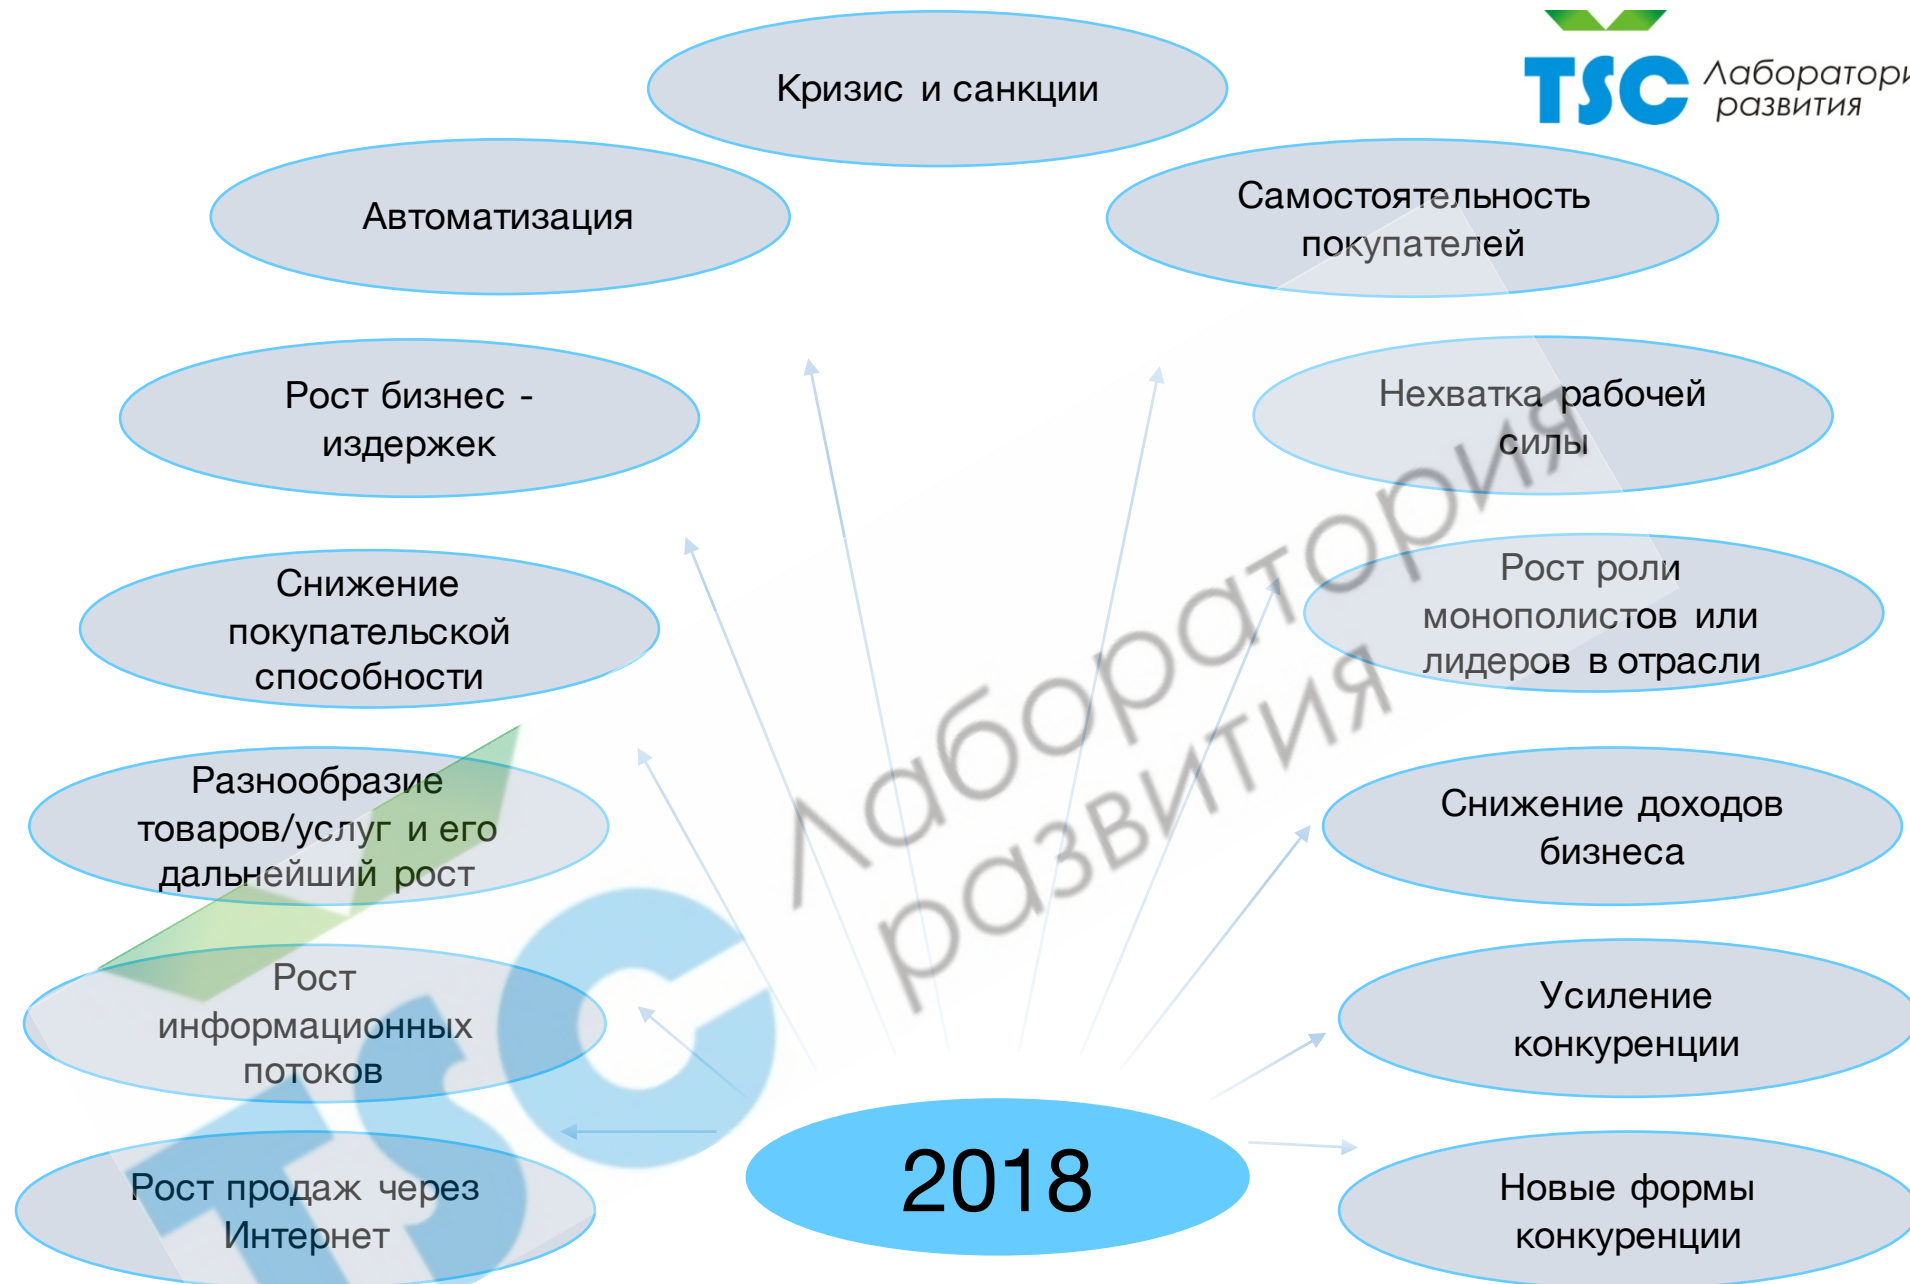 Кризис и санкции
TSC
Лаборатори
развития
Автоматизация
Самостоятельность
покупателей
Рост бизнес -
издержек
Нехватка рабочей
силы
Снижение
покупательской
способности
Рост роли
монополистов или
лидеров в отрасли
Разнообразие
товаров/услуг и его
дальнейший рост
Снижение доходов
бизнеса
Рост
информационных
потоков
Усиление
конкуренции
Рост продаж через
Интернет
2018
Новые формы
конкуренции
TSC
Лаборатория
развития